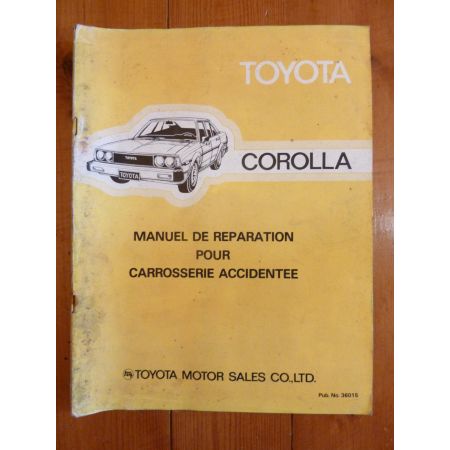 TOYOTA
TOYOTA
TOYOTA
COROLLA
MANUEL DE REPARATION
POUR
CARROSSERIE ACCIDENTEE
TOYOTA MOTOR SALES CO.,LTD.
Pub. No. 36015